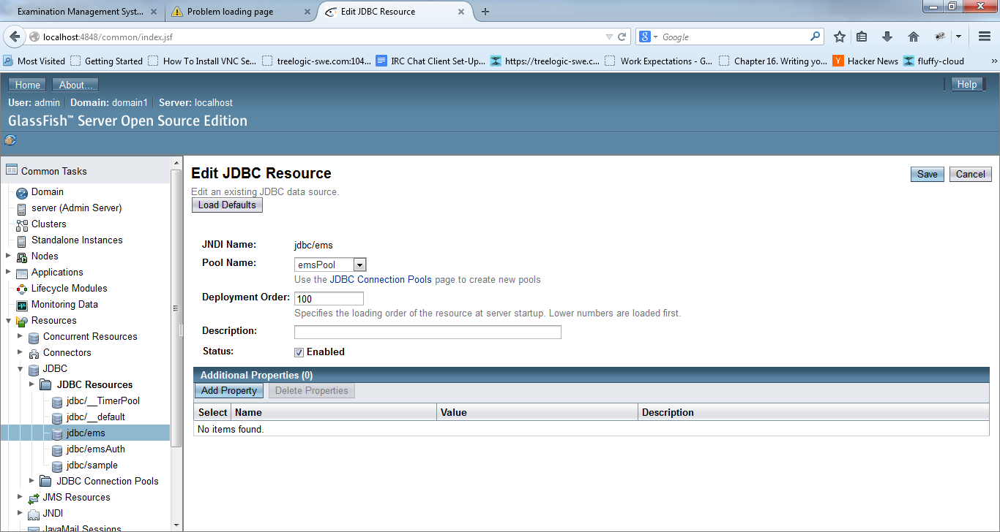 Examination Management Syst...
Problem loading page
Edit JDBC Resource
localhost:4848/common/index.jsf
Google
Most Visited
Getting Started
How To Install VNC Se...
treelogic-swe.com:104...
IRC Chat Client Set-Up...
https://treelogic-swe.c...
Work Expectations - G...
Chapter 16. Writing yo...
Hacker News
fluffy-cloud
Home
About...
Help
User: admin
Domain: domain1
Server: localhost
GlassFish™ Server Open Source Edition
Common Tasks
Domain
server (Admin Server)
Clusters
Standalone Instances
Nodes
Applications
Lifecycle Modules
Monitoring Data
Resources
Concurrent Resources
Connectors
JDBC
JDBC Resources
jdbc/__TimerPool
jdbc/__default
jdbc/ems
jdbc/emsAuth
jdbc/sample
JDBC Connection Pools
JMS Resources
JNDI
JavaMail Sessions
Edit JDBC Resource
Save
Cancel
Edit an existing JDBC data source.
Load Defaults
JNDI Name: jdbc/ems
Pool Name: emsPool
Use the JDBC Connection Pools page to create new pools
Deployment Order: 100
Specifies the loading order of the resource at server startup. Lower numbers are loaded first.
Description:
Status: Enabled
Additional Properties (0)
Add Property
Delete Properties
Select
Name
Value
Description
No items found.